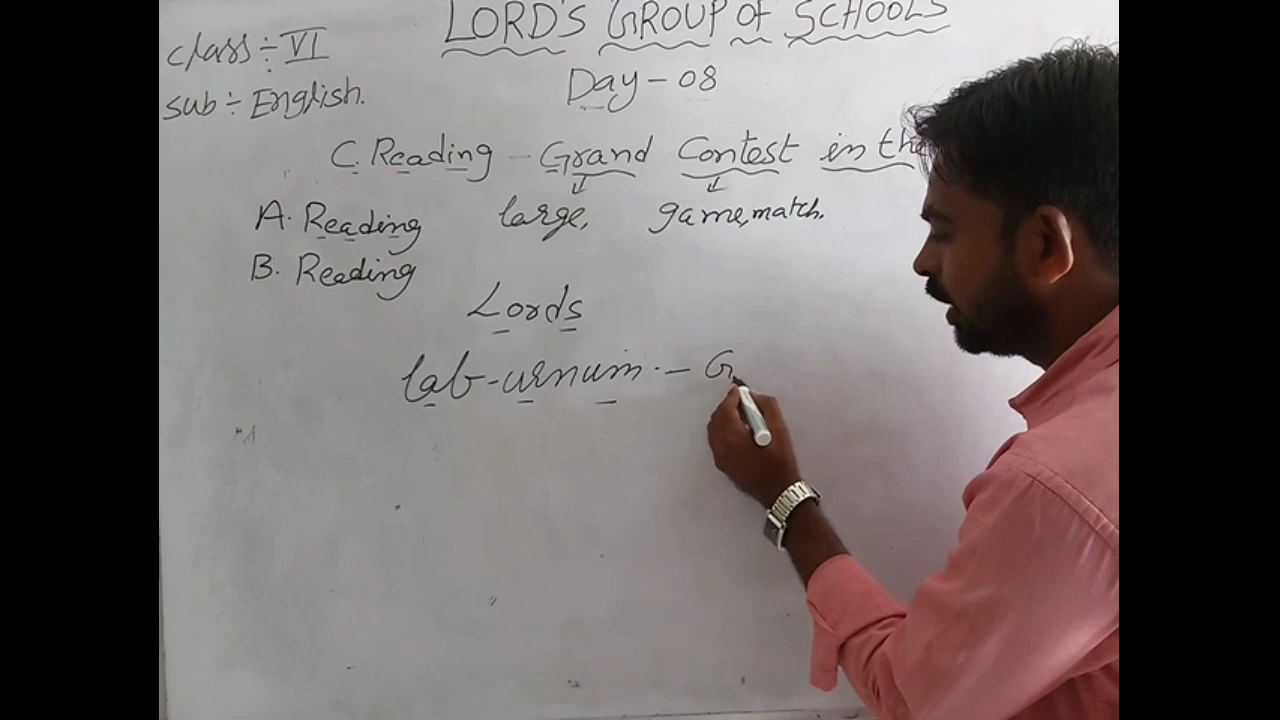 LORD'S GROUP OF SCHOOLS
Class ÷ VI
Day - 08
Sub ÷ English.
C. Reading - Grand Contest in the
A. Reading large, game, match.
B. Reading
Lords
lab-urnum. - G